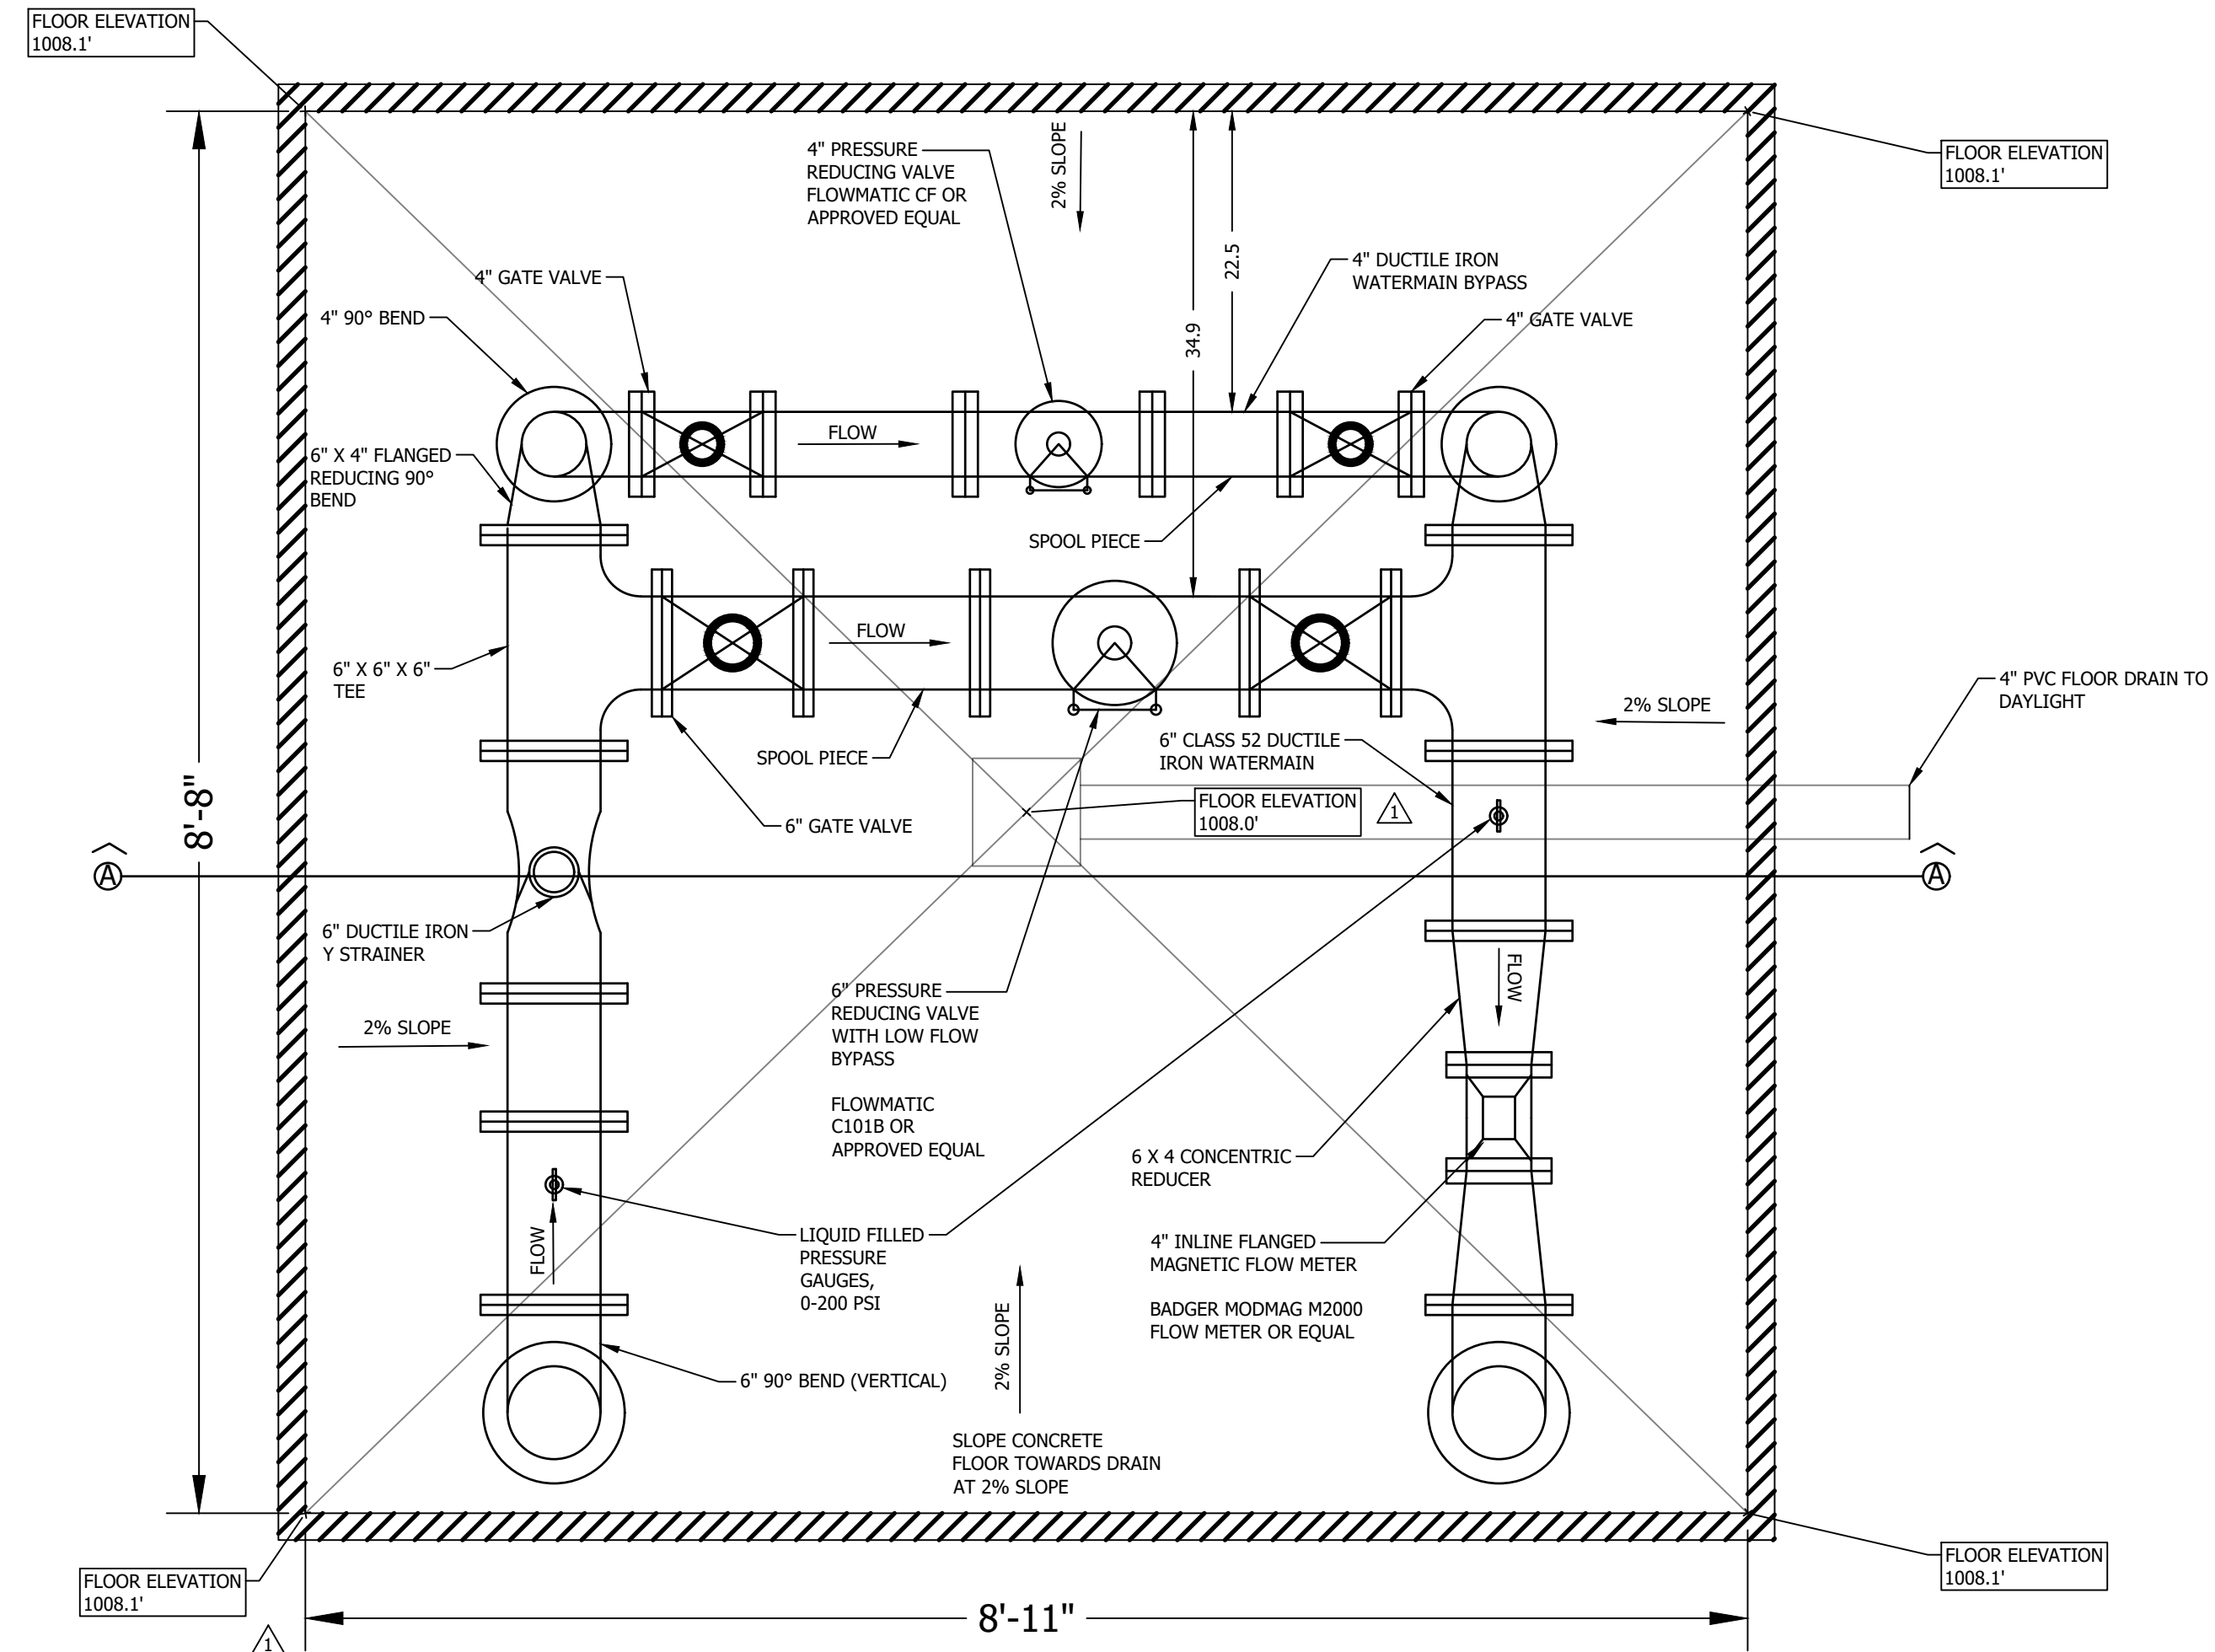 FLOOR ELEVATION
1008.1'
FLOOR ELEVATION
1008.1'
4" PRESSURE
REDUCING VALVE
FLOWMATIC CF OR
APPROVED EQUAL
2% SLOPE
22.5
34.9
4" GATE VALVE
4" DUCTILE IRON
WATERMAIN BYPASS
4" 90° BEND
4" GATE VALVE
FLOW
6" X 4" FLANGED
REDUCING 90°
BEND
SPOOL PIECE
FLOW
6" X 6" X 6"
TEE
4" PVC FLOOR DRAIN TO
DAYLIGHT
2% SLOPE
SPOOL PIECE
6" CLASS 52 DUCTILE
IRON WATERMAIN
8'-8"
FLOOR ELEVATION
1008.0'
1
6" GATE VALVE
A
A
6" DUCTILE IRON
Y STRAINER
FLOW
6" PRESSURE
REDUCING VALVE
WITH LOW FLOW
BYPASS
FLOWMATIC
C101B OR
APPROVED EQUAL
2% SLOPE
6 X 4 CONCENTRIC
REDUCER
LIQUID FILLED
PRESSURE
GAUGES,
0-200 PSI
FLOW
4" INLINE FLANGED
MAGNETIC FLOW METER
BADGER MODMAG M2000
FLOW METER OR EQUAL
2% SLOPE
6" 90° BEND (VERTICAL)
SLOPE CONCRETE
FLOOR TOWARDS DRAIN
AT 2% SLOPE
FLOOR ELEVATION
1008.1'
FLOOR ELEVATION
1008.1'
8'-11"
1